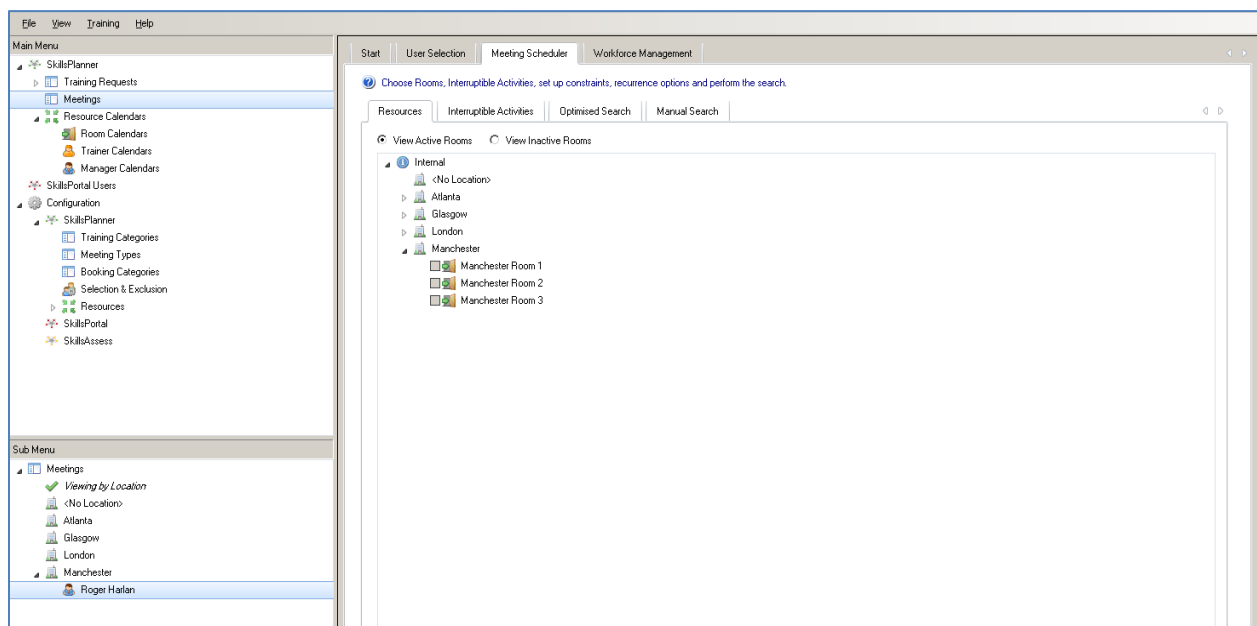 File View Training Help
Main Menu
SkillsPlanner
Training Requests
Meetings
Resource Calendars
Room Calendars
Trainer Calendars
Manager Calendars
SkillsPortal Users
Configuration
SkillsPlanner
Training Categories
Meeting Types
Booking Categories
Selection & Exclusion
Resources
SkillsPortal
SkillsAssess
Sub Menu
Meetings
Viewing by Location
<No Location>
Atlanta
Glasgow
London
Manchester
Roger Harlan
Start User Selection Meeting Scheduler Workforce Management
Choose Rooms, Interruptible Activities, set up constraints, recurrence options and perform the search.
Resources Interruptible Activities Optimised Search Manual Search
View Active Rooms View Inactive Rooms
Internal
<No Location>
Atlanta
Glasgow
London
Manchester
Manchester Room 1
Manchester Room 2
Manchester Room 3